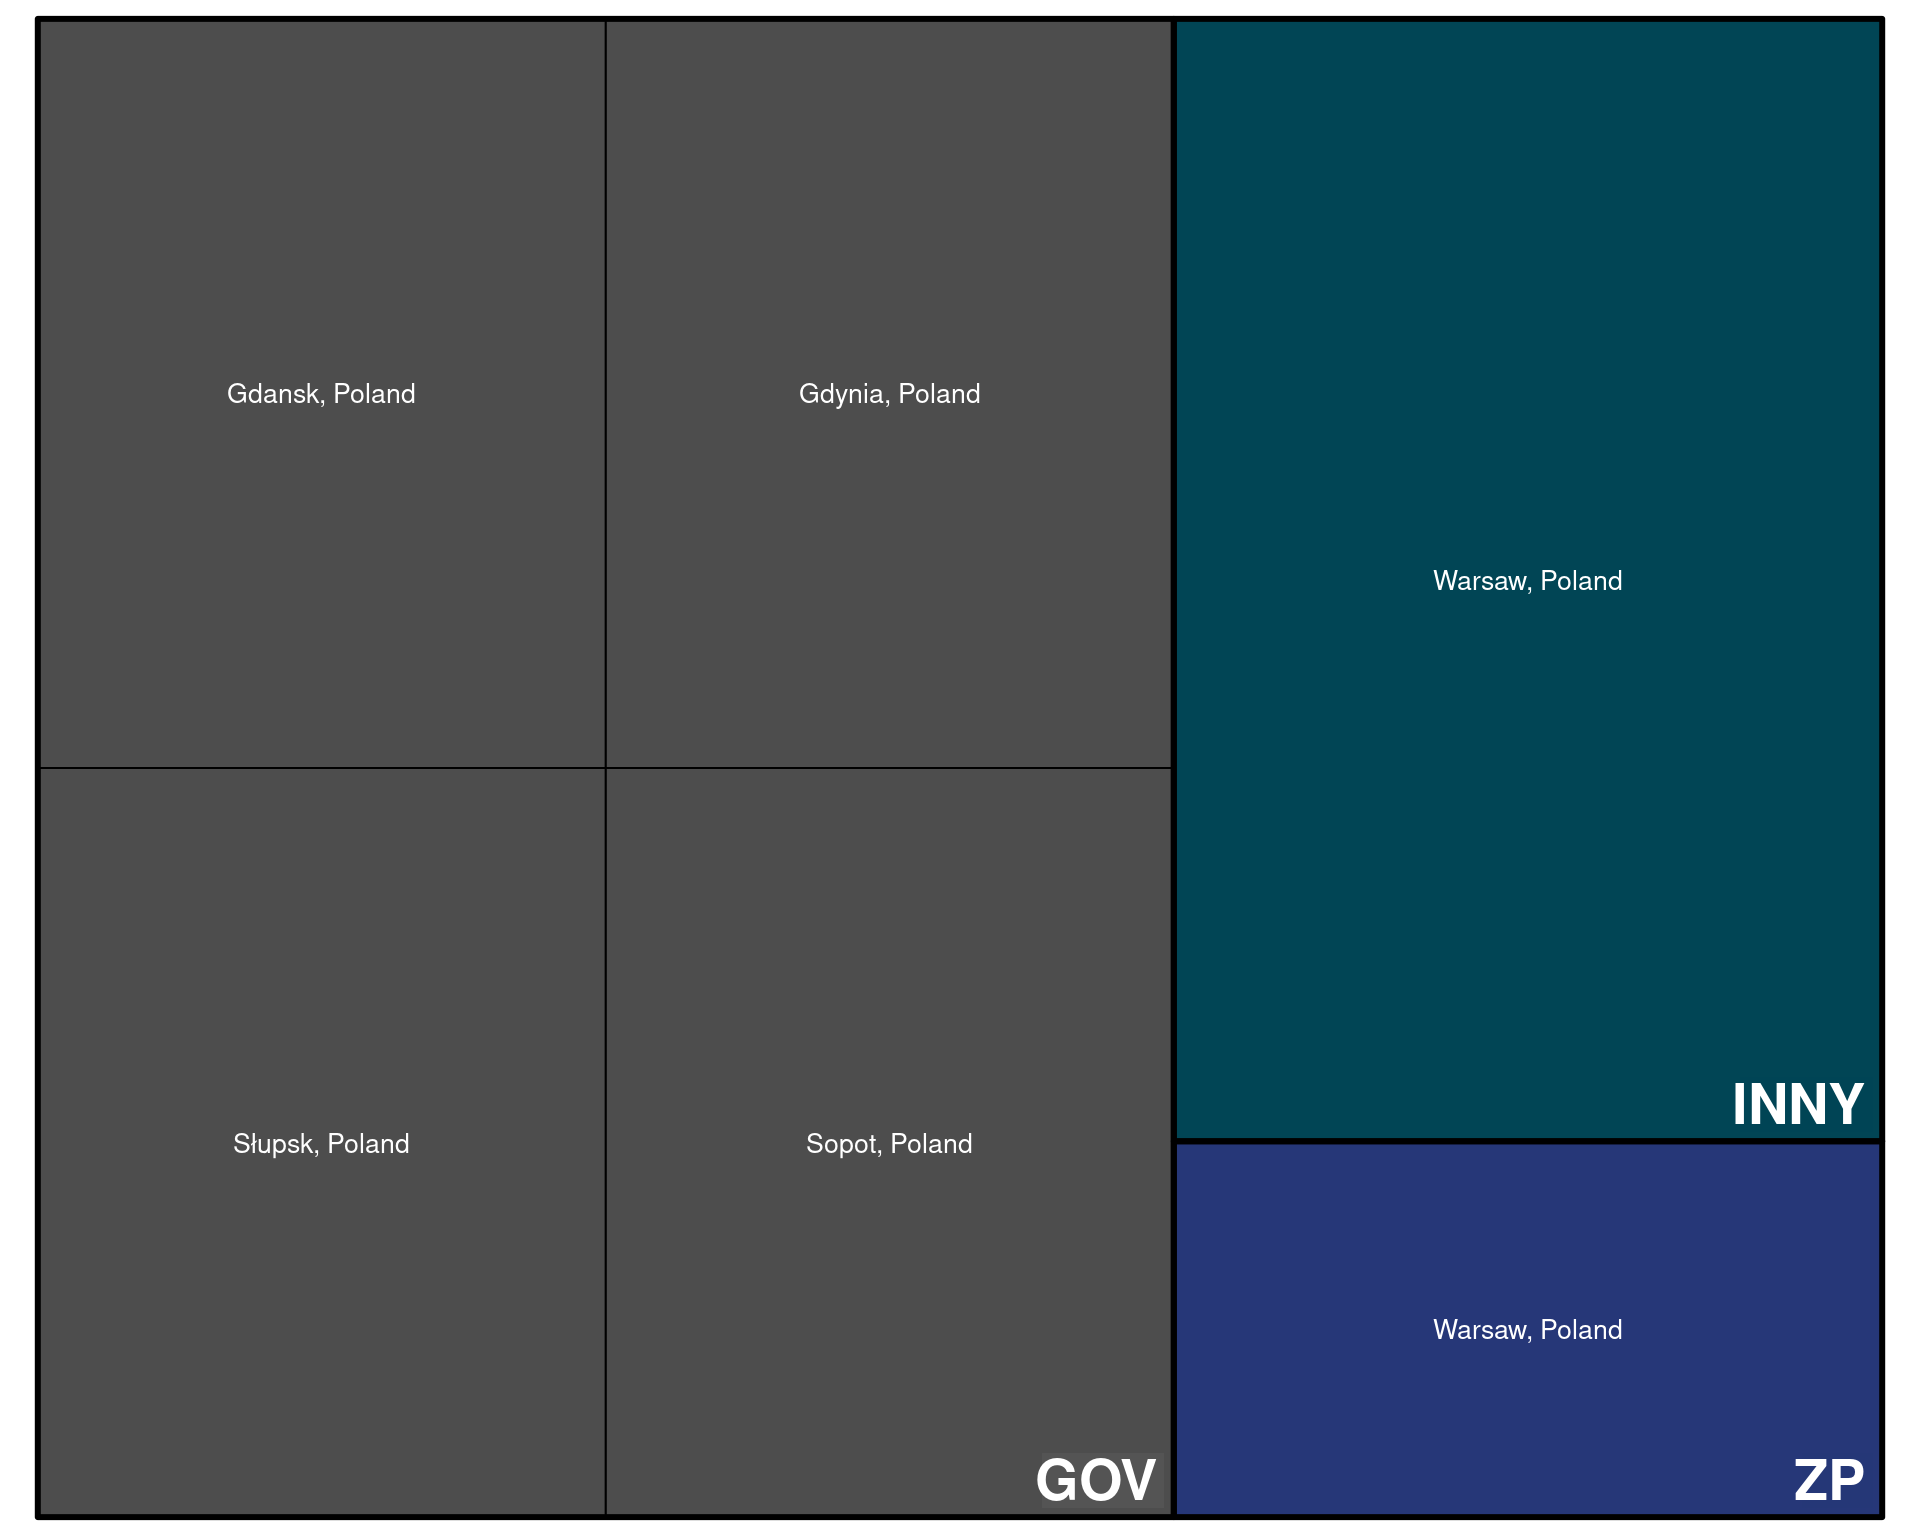 Gdansk, Poland
Gdynia, Poland
Słupsk, Poland
Sopot, Poland
GOV
Warsaw, Poland
INNY
Warsaw, Poland
ZP